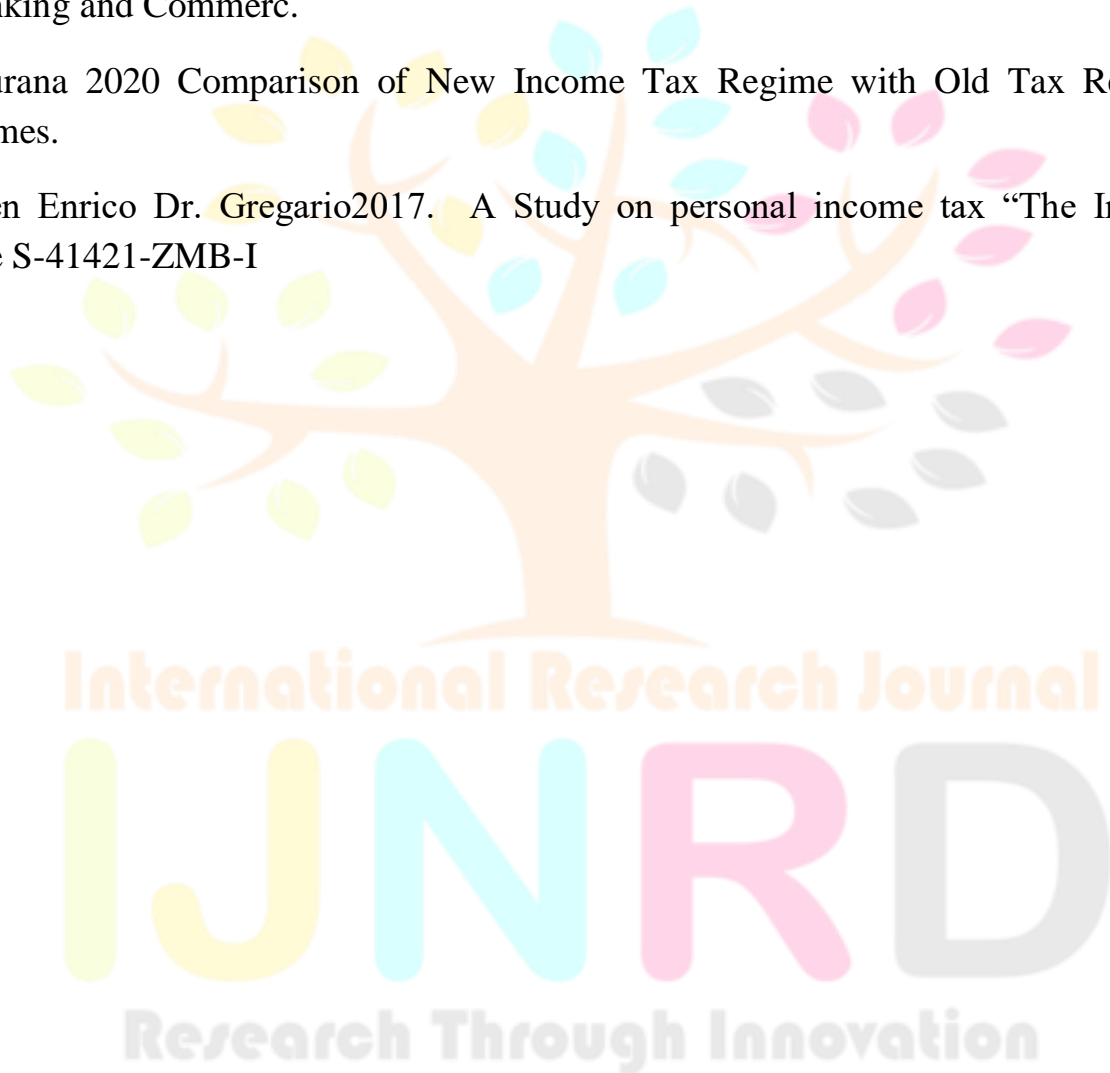 nking and Commerc.
urana 2020 Comparison of New Income Tax Regime with Old Tax Re
mes.
en Enrico Dr. Gregario2017. A Study on personal income tax “The In
e S-41421-ZMB-I
International Research Journal
IJNRD
Research Through Innovation